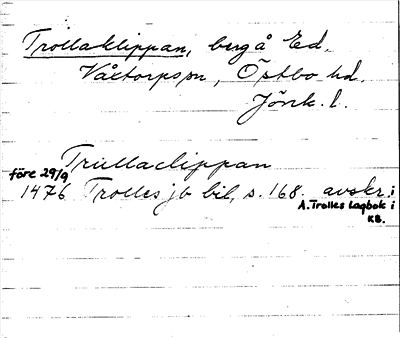 Trollaklippan, berg å Ed,
Våxtorps sn, Östbo hd.
Jönk. l.
Trullaclippan
före 29/9
1476 Trolles jb bil, s. 168. avskr. i
A. Trolles lagbok i
KB.